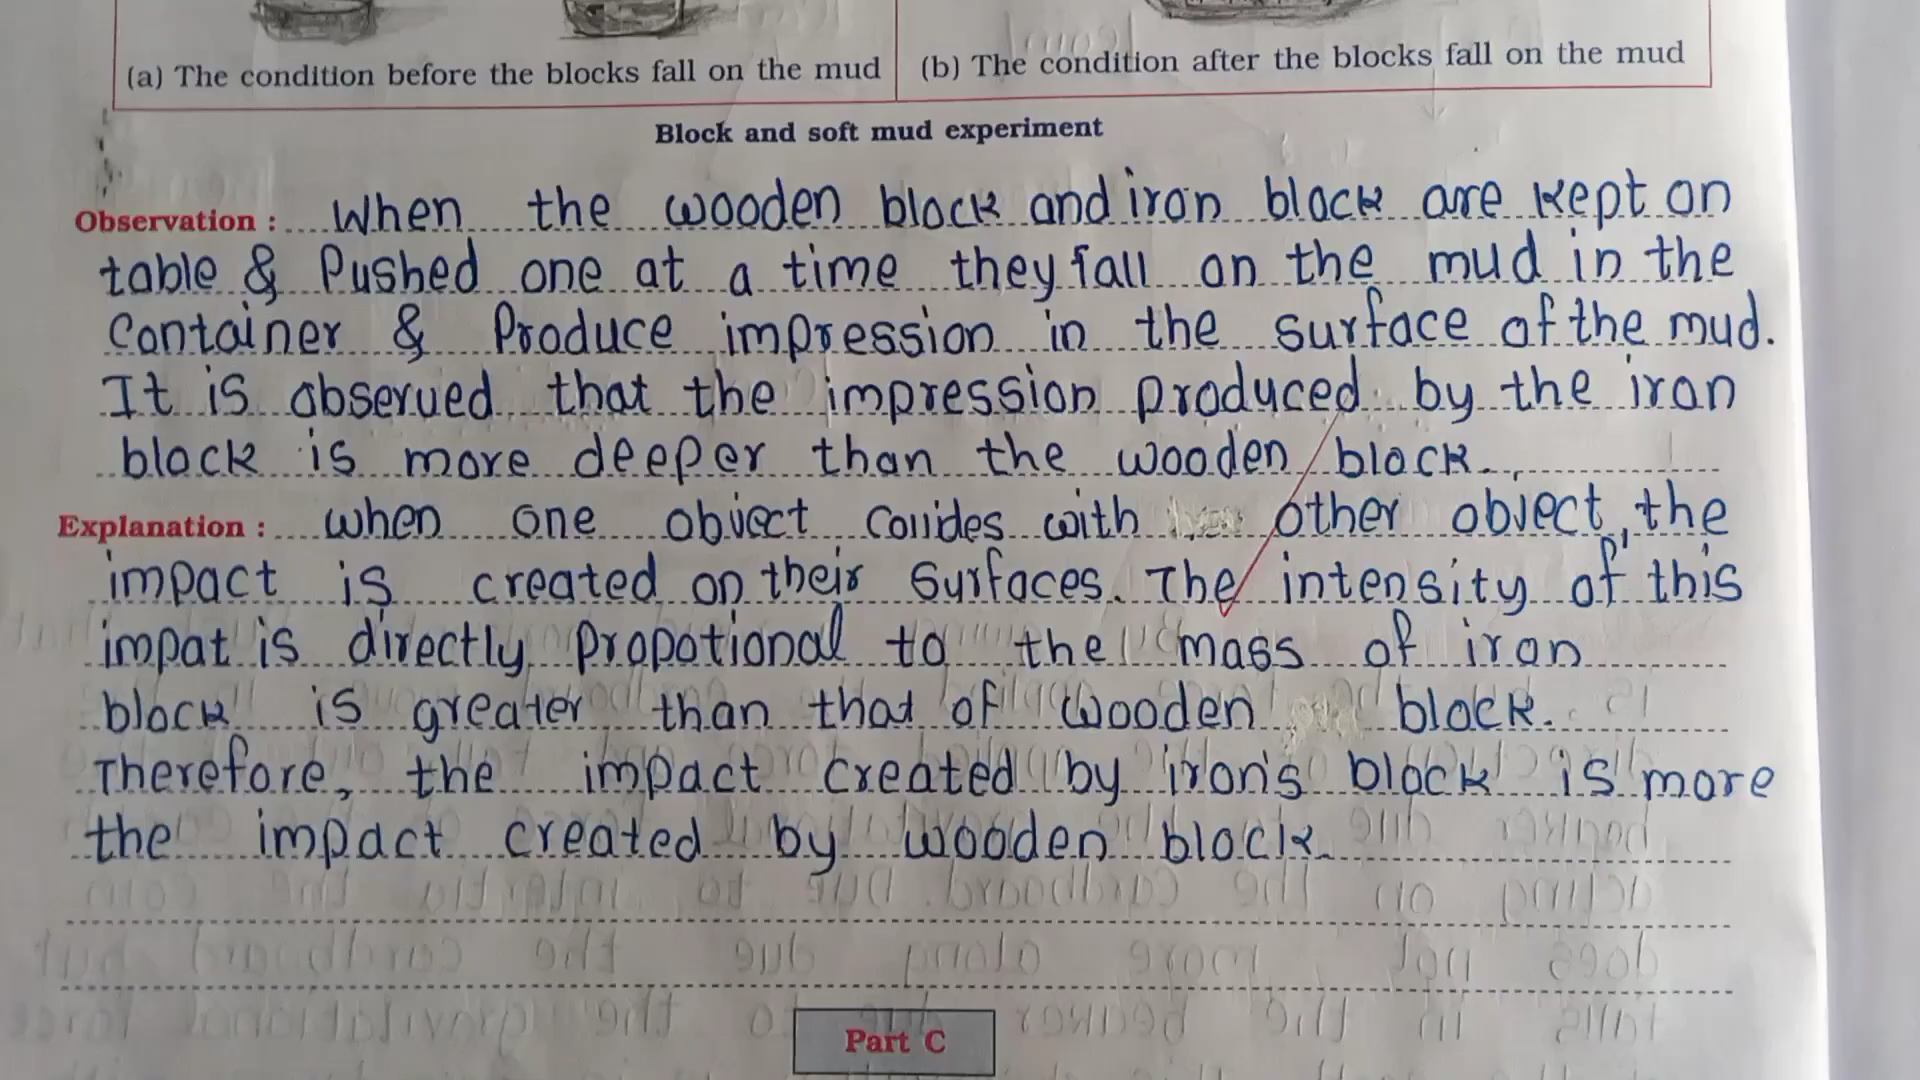 (a) The condition before the blocks fall on the mud
(b) The condition after the blocks fall on the mud
Block and soft mud experiment
Observation : When the wooden block and iron block are kept on
table & Pushed one at a time they fall on the mud in the
Container & Produce impression in the surface of the mud.
It is observed that the impression produced by the iron
block is more deeper than the wooden block.
Explanation : when one object collides with other object, the
impact is created on their surfaces. The intensity of this
impat is directly propotional to the mass of iron
block is greater than that of wooden block.
Therefore, the impact created by iron's block is more
the impact created by wooden block.
Part C